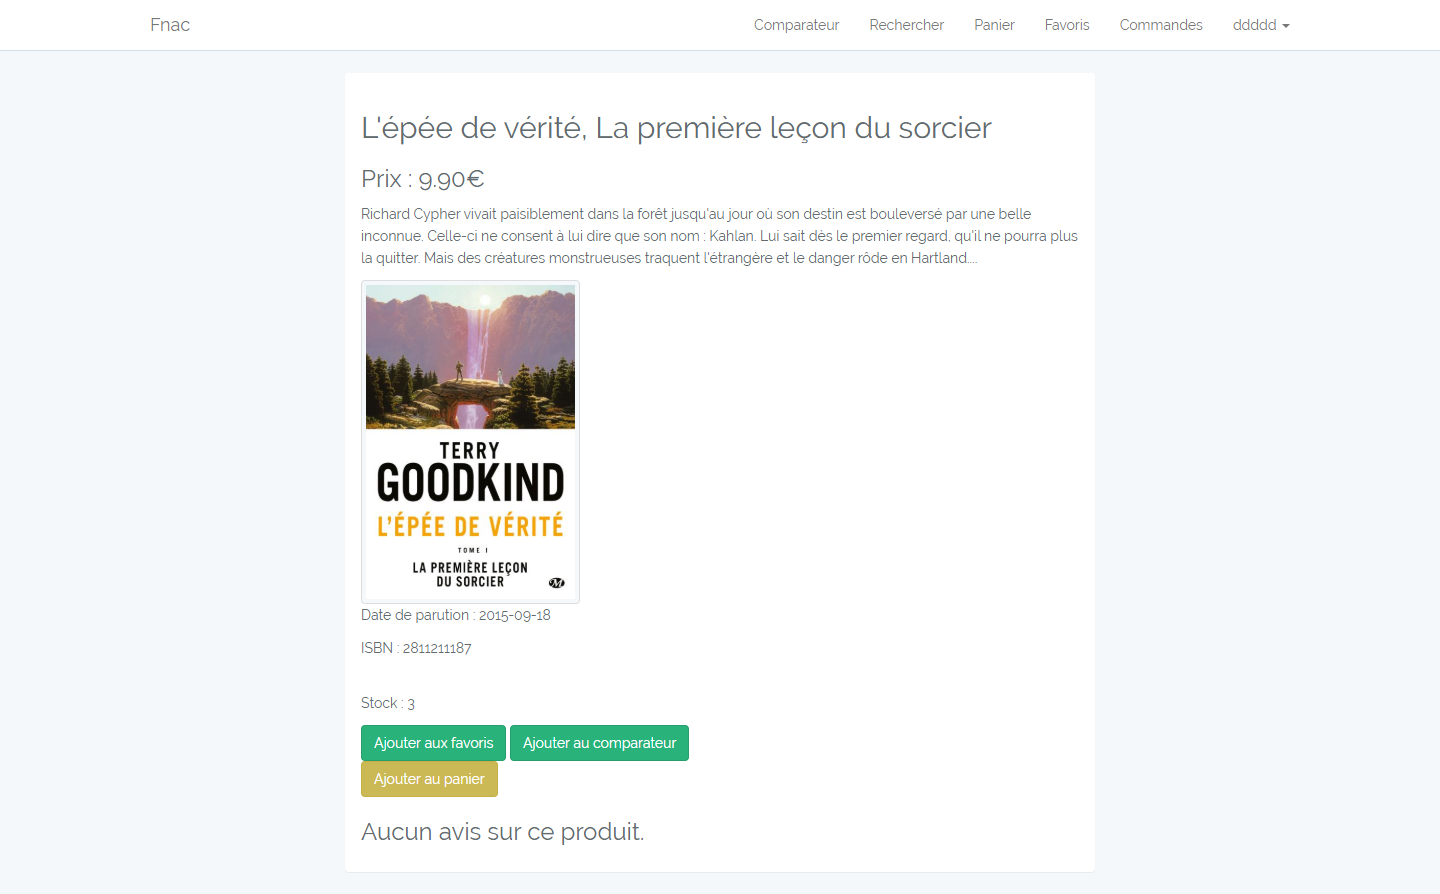 Fnac
Comparateur
Rechercher
Panier
Favoris
Commandes
ddddd
L'épée de vérité, La première leçon du sorcier
Prix : 9.90€
Richard Cypher vivait paisiblement dans la forêt jusqu'au jour où son destin est bouleversé par une belle
inconnue. Celle-ci ne consent à lui dire que son nom : Kahlan. Lui sait dès le premier regard, qu'il ne pourra plus
la quitter. Mais des créatures monstrueuses traquent l'étrangère et le danger rôde en Hartland....
TERRY
GOODKIND
L'ÉPÉE DE VÉRITÉ
TOME I
LA PREMIÈRE LEÇON
DU SORCIER
M
Date de parution : 2015-09-18
ISBN : 2811211187
Stock : 3
Ajouter aux favoris
Ajouter au comparateur
Ajouter au panier
Aucun avis sur ce produit.